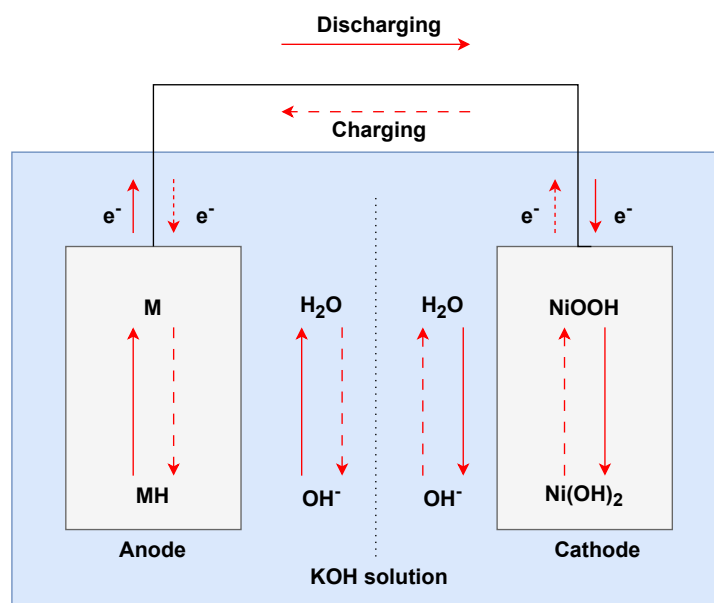 Discharging
Charging
e⁻ e⁻ e⁻ e⁻
M H₂O H₂O NiOOH
MH OH⁻ OH⁻ Ni(OH)₂
Anode Cathode
KOH solution